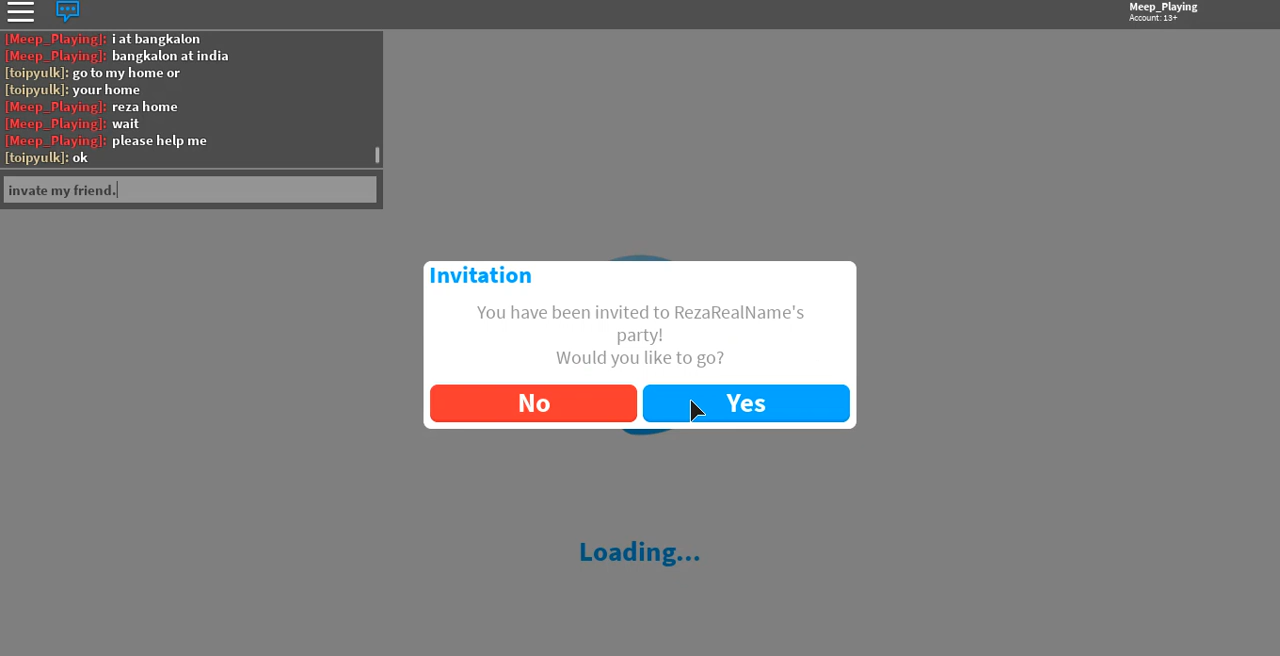 Meep_Playing
Account: 13+
[Meep_Playing]: i at bangkalon
[Meep_Playing]: bangkalon at india
[toipyulk]: go to my home or
[toipyulk]: your home
[Meep_Playing]: reza home
[Meep_Playing]: wait
[Meep_Playing]: please help me
[toipyulk]: ok
invate my friend.
Invitation
You have been invited to RezaRealName's
party!
Would you like to go?
No Yes
Loading...